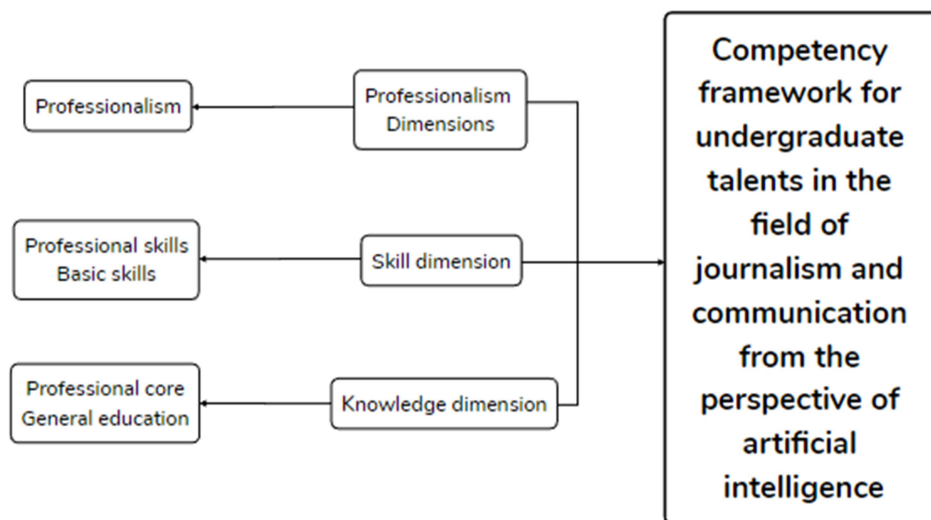 Professionalism
Professionalism
Dimensions
Professional skills
Basic skills
Skill dimension
Professional core
General education
Knowledge dimension
Competency
framework for
undergraduate
talents in the
field of
journalism and
communication
from the
perspective of
artificial
intelligence